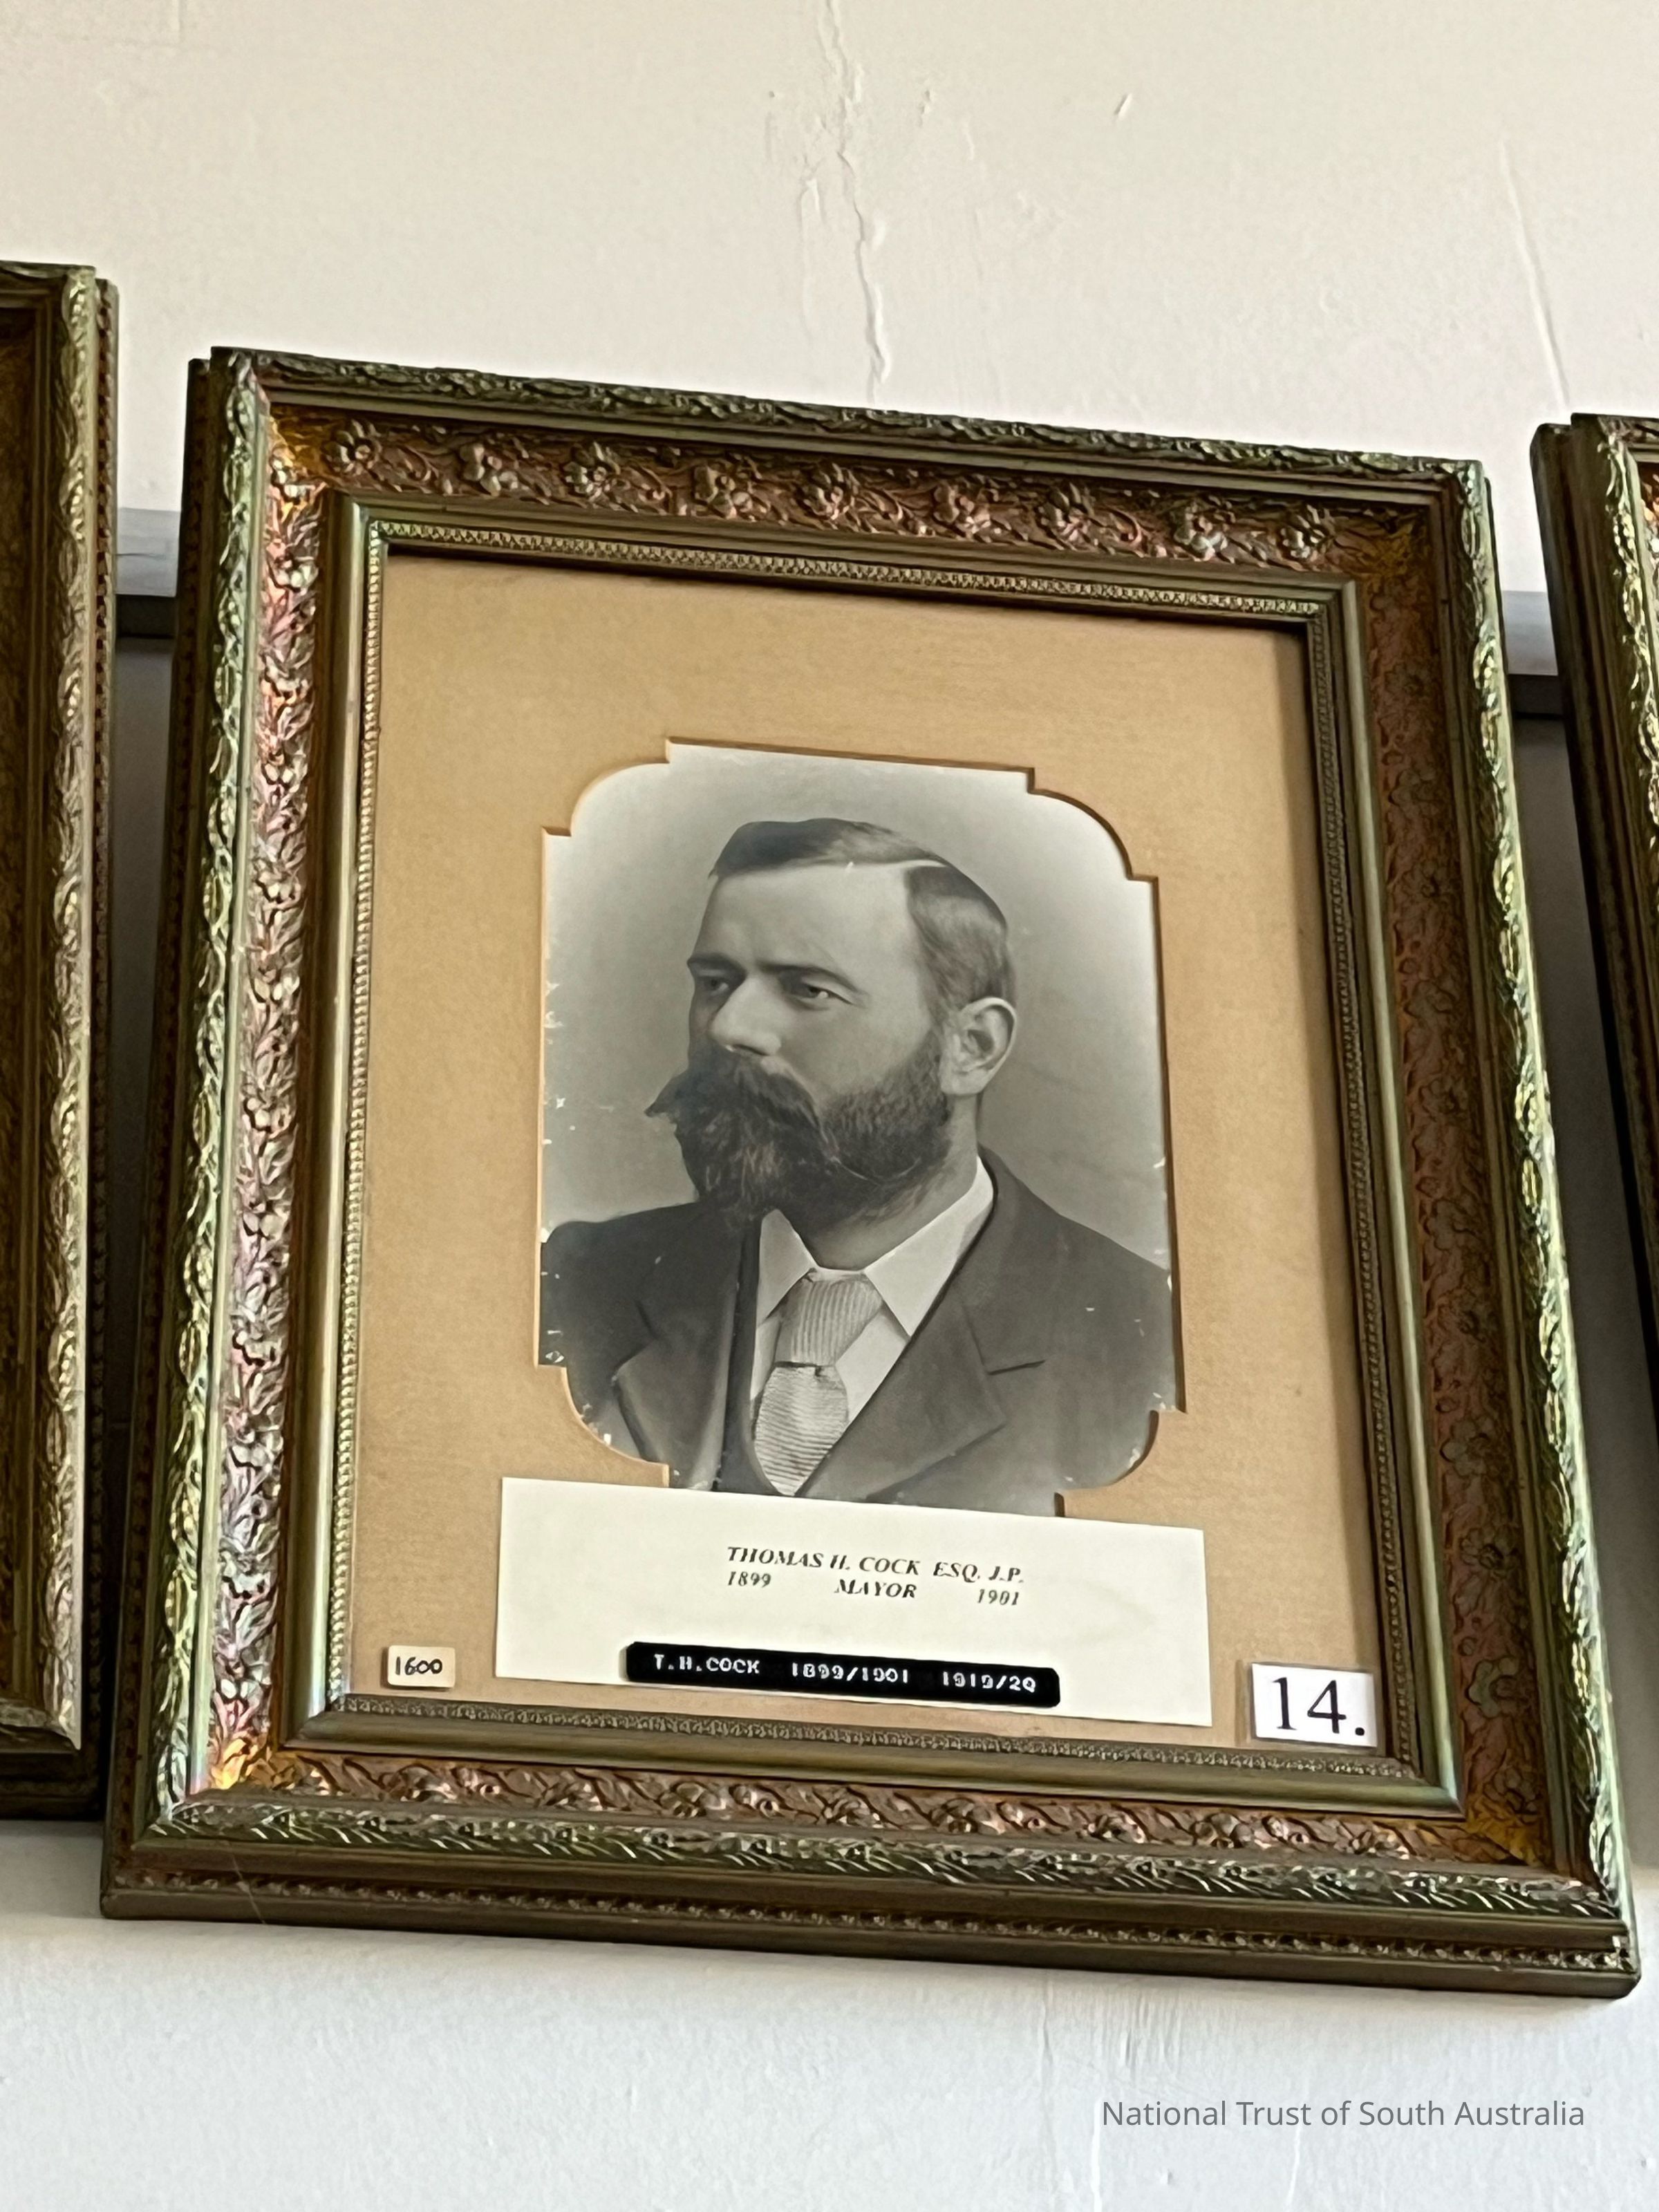 THOMAS H. COCK ESQ. J.P.
1899 MAYOR 1901
T.H.COCK 1899/1901 1919/20
1600
14.
National Trust of South Australia